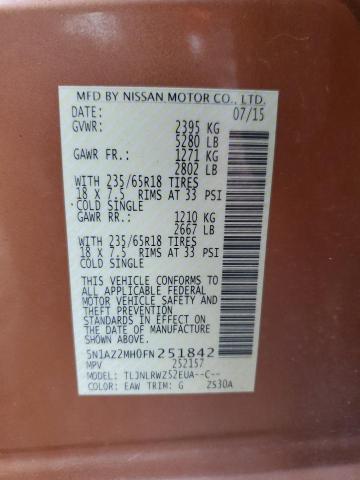 MFD BY NISSAN MOTOR CO., LTD.
DATE: 07/15
GVWR: 2395 KG
5280 LB
GAWR FR.: 1271 KG
2802 LB
WITH 235/65R18 TIRES
18 X 7.5 RIMS AT 33 PSI
COLD SINGLE
GAWR RR.: 1210 KG
2667 LB
WITH 235/65R18 TIRES
18 X 7.5 RIMS AT 33 PSI
COLD SINGLE
THIS VEHICLE CONFORMS TO ALL
APPLICABLE U.S. FEDERAL
MOTOR VEHICLE SAFETY,
THEFT PREVENTION
STANDARDS IN EFFECT ON
THE DATE OF MANUFACTURE
SHOWN ABOVE.
5N1AZ2MH0FN251842
MPV 252157
MODEL: TLJNLRWZ52EUA--C--
COLOR: EAW TRIM: G ZS30A